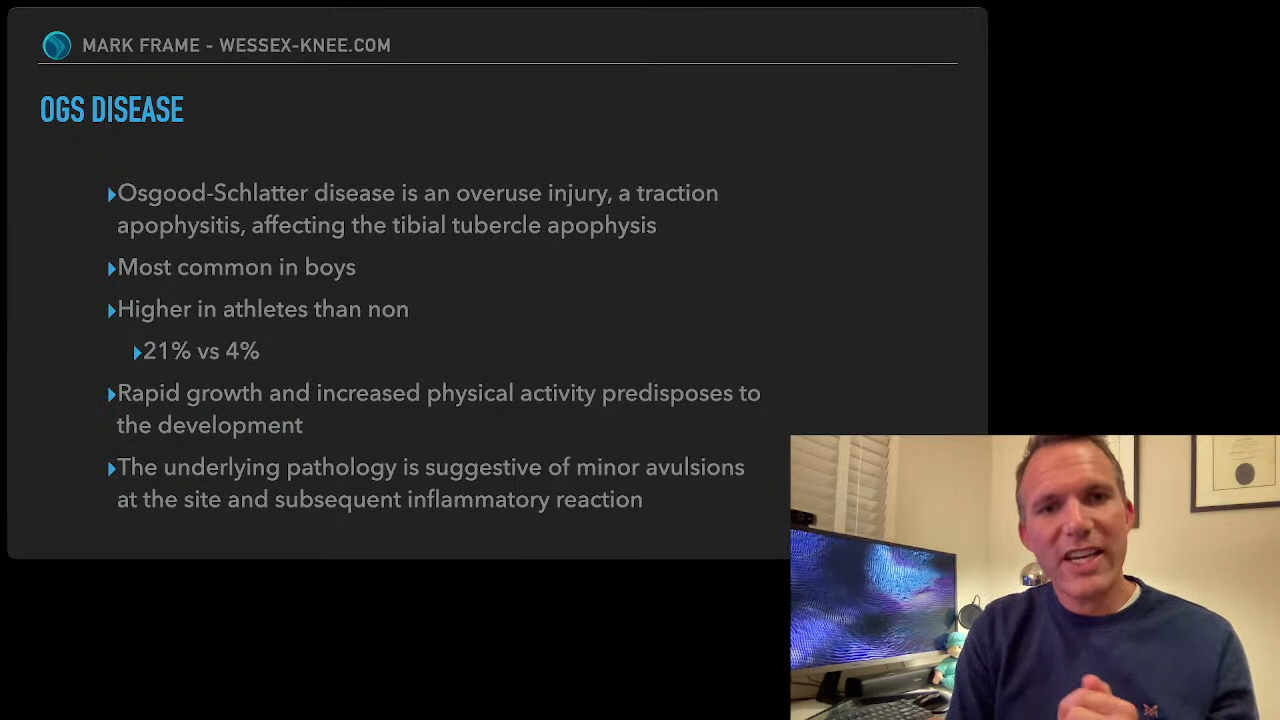 MARK FRAME - WESSEX-KNEE.COM
OGS DISEASE
Osgood-Schlatter disease is an overuse injury, a traction
apophysitis, affecting the tibial tubercle apophysis
Most common in boys
Higher in athletes than non
21% vs 4%
Rapid growth and increased physical activity predisposes to
the development
The underlying pathology is suggestive of minor avulsions
at the site and subsequent inflammatory reaction